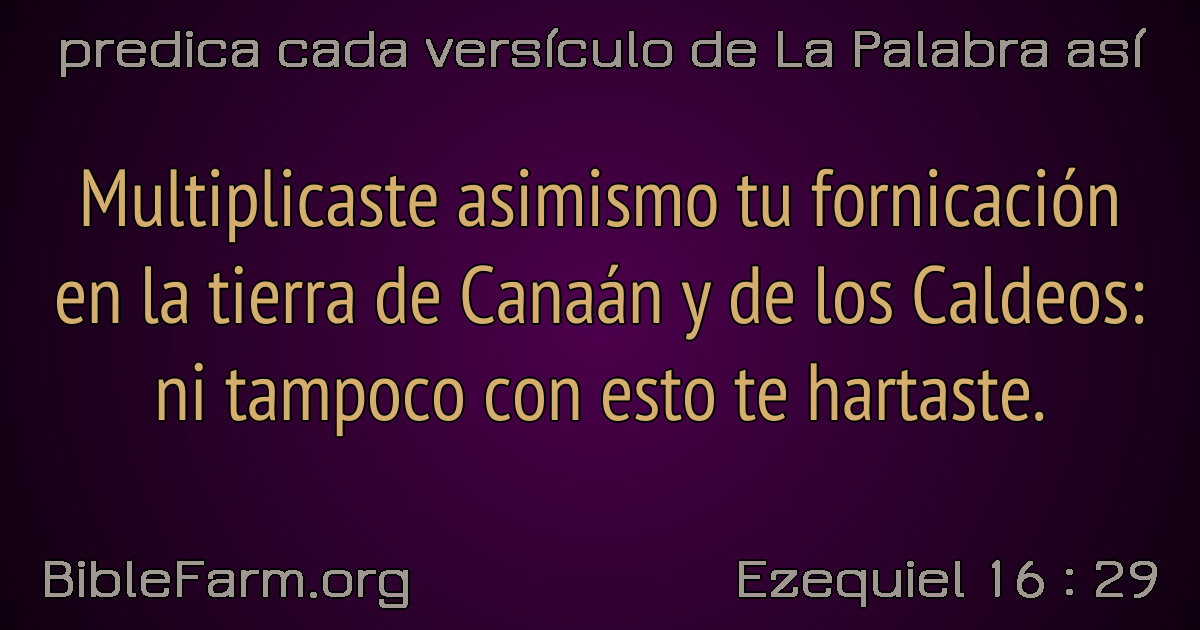 predica cada versículo de La Palabra así
Multiplicaste asimismo tu fornicación
en la tierra de Canaán y de los Caldeos:
ni tampoco con esto te hartaste.
BibleFarm.org
Ezequiel 16 : 29